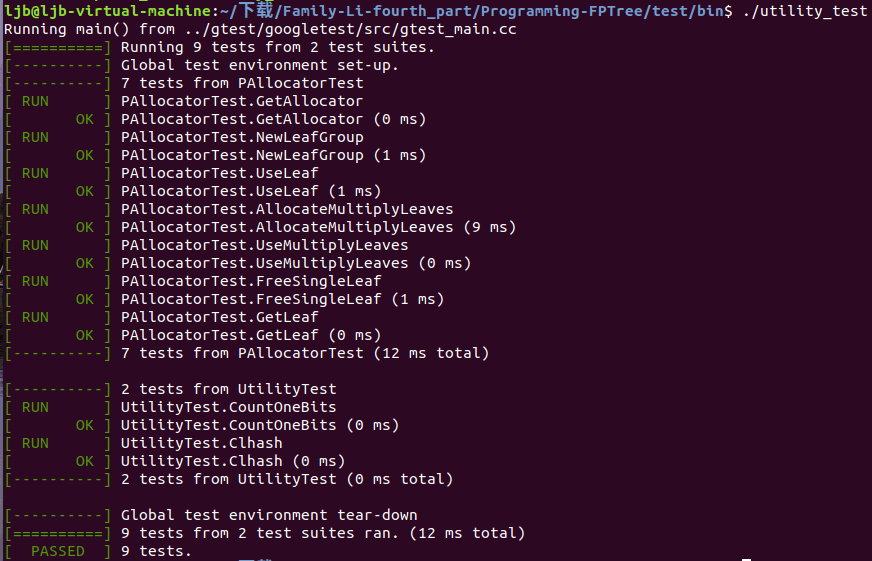 ljb@ljb-virtual-machine:~/下载/Family-Li-fourth_part/Programming-FPTree/test/bin$ ./utility_test
Running main() from ../gtest/googletest/src/gtest_main.cc
[==========] Running 9 tests from 2 test suites.
[----------] Global test environment set-up.
[----------] 7 tests from PAllocatorTest
[ RUN      ] PAllocatorTest.GetAllocator
[       OK ] PAllocatorTest.GetAllocator (0 ms)
[ RUN      ] PAllocatorTest.NewLeafGroup
[       OK ] PAllocatorTest.NewLeafGroup (1 ms)
[ RUN      ] PAllocatorTest.UseLeaf
[       OK ] PAllocatorTest.UseLeaf (1 ms)
[ RUN      ] PAllocatorTest.AllocateMultiplyLeaves
[       OK ] PAllocatorTest.AllocateMultiplyLeaves (9 ms)
[ RUN      ] PAllocatorTest.UseMultiplyLeaves
[       OK ] PAllocatorTest.UseMultiplyLeaves (0 ms)
[ RUN      ] PAllocatorTest.FreeSingleLeaf
[       OK ] PAllocatorTest.FreeSingleLeaf (1 ms)
[ RUN      ] PAllocatorTest.GetLeaf
[       OK ] PAllocatorTest.GetLeaf (0 ms)
[----------] 7 tests from PAllocatorTest (12 ms total)
[----------] 2 tests from UtilityTest
[ RUN      ] UtilityTest.CountOneBits
[       OK ] UtilityTest.CountOneBits (0 ms)
[ RUN      ] UtilityTest.Clhash
[       OK ] UtilityTest.Clhash (0 ms)
[----------] 2 tests from UtilityTest (0 ms total)
[----------] Global test environment tear-down
[==========] 9 tests from 2 test suites ran. (12 ms total)
[  PASSED  ] 9 tests.